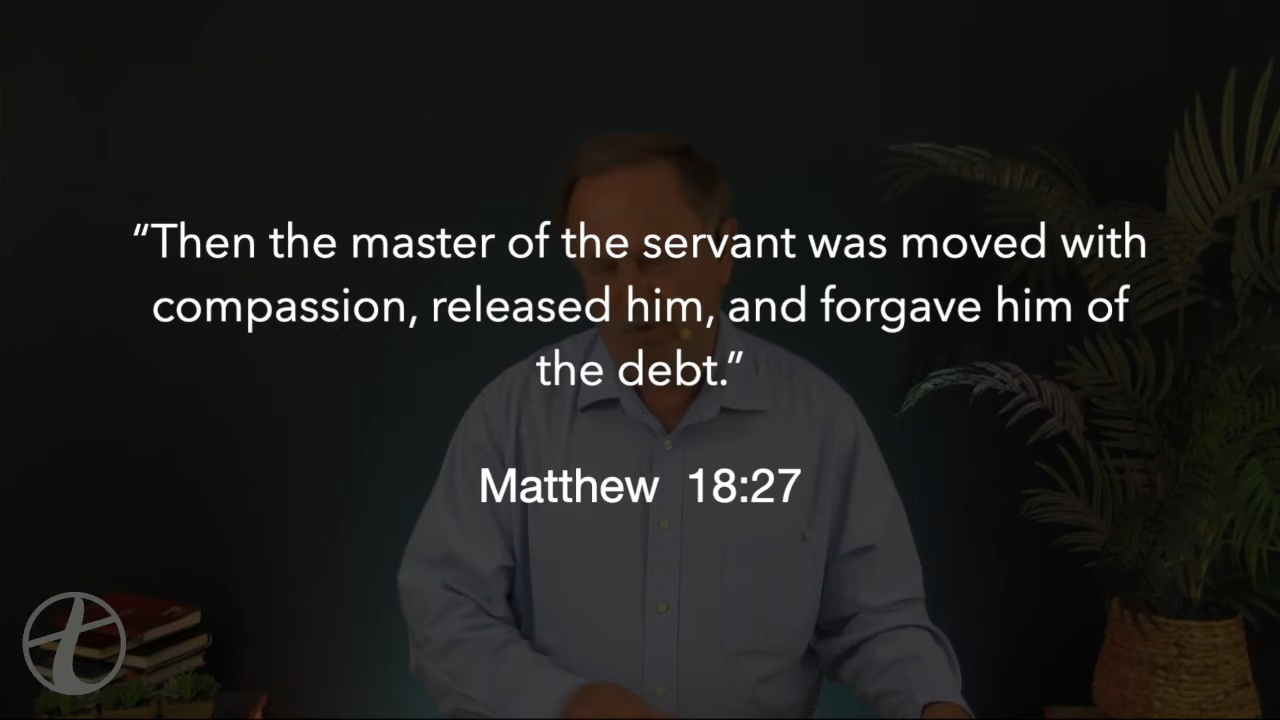 “Then the master of the servant was moved with
compassion, released him, and forgave him of
the debt.”
Matthew 18:27